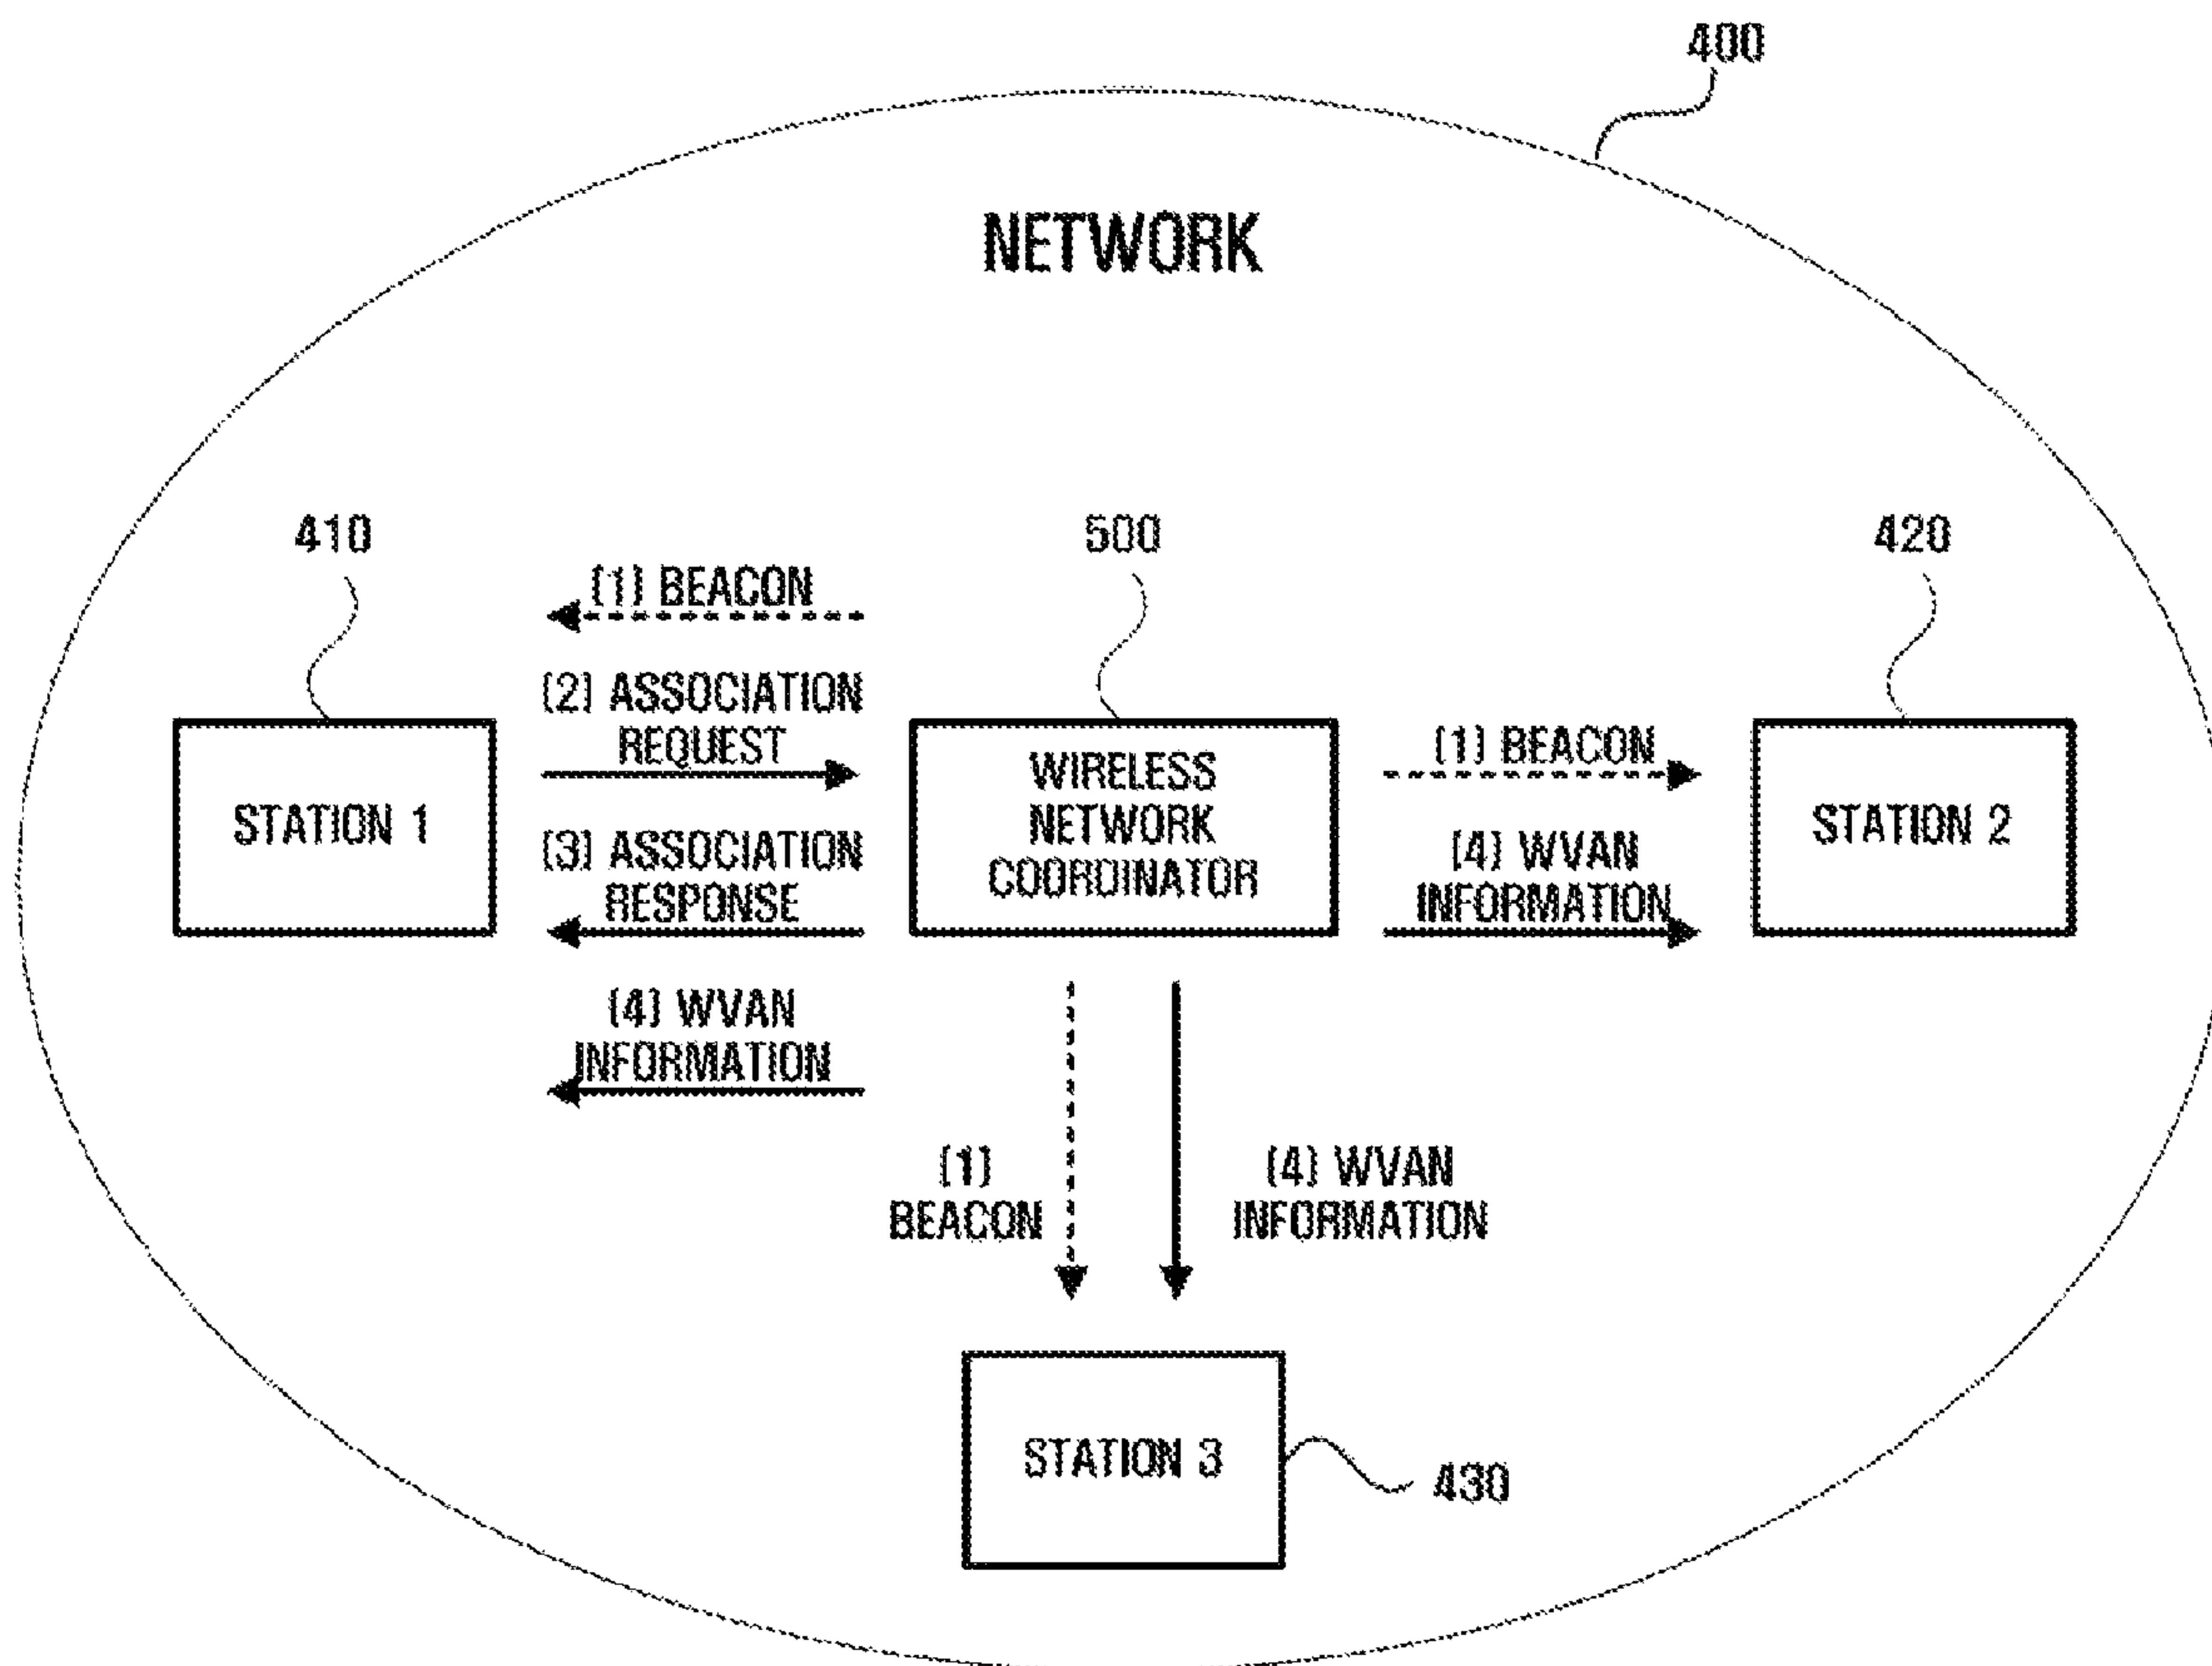 400
NETWORK
410
500
420
(1) BEACON
(2) ASSOCIATION
REQUEST
(3) ASSOCIATION
RESPONSE
(4) WVAN
INFORMATION
STATION 1
WIRELESS
NETWORK
COORDINATOR
(1) BEACON
(4) WVAN
INFORMATION
STATION 2
(1)
BEACON
(4) WVAN
INFORMATION
STATION 3
430